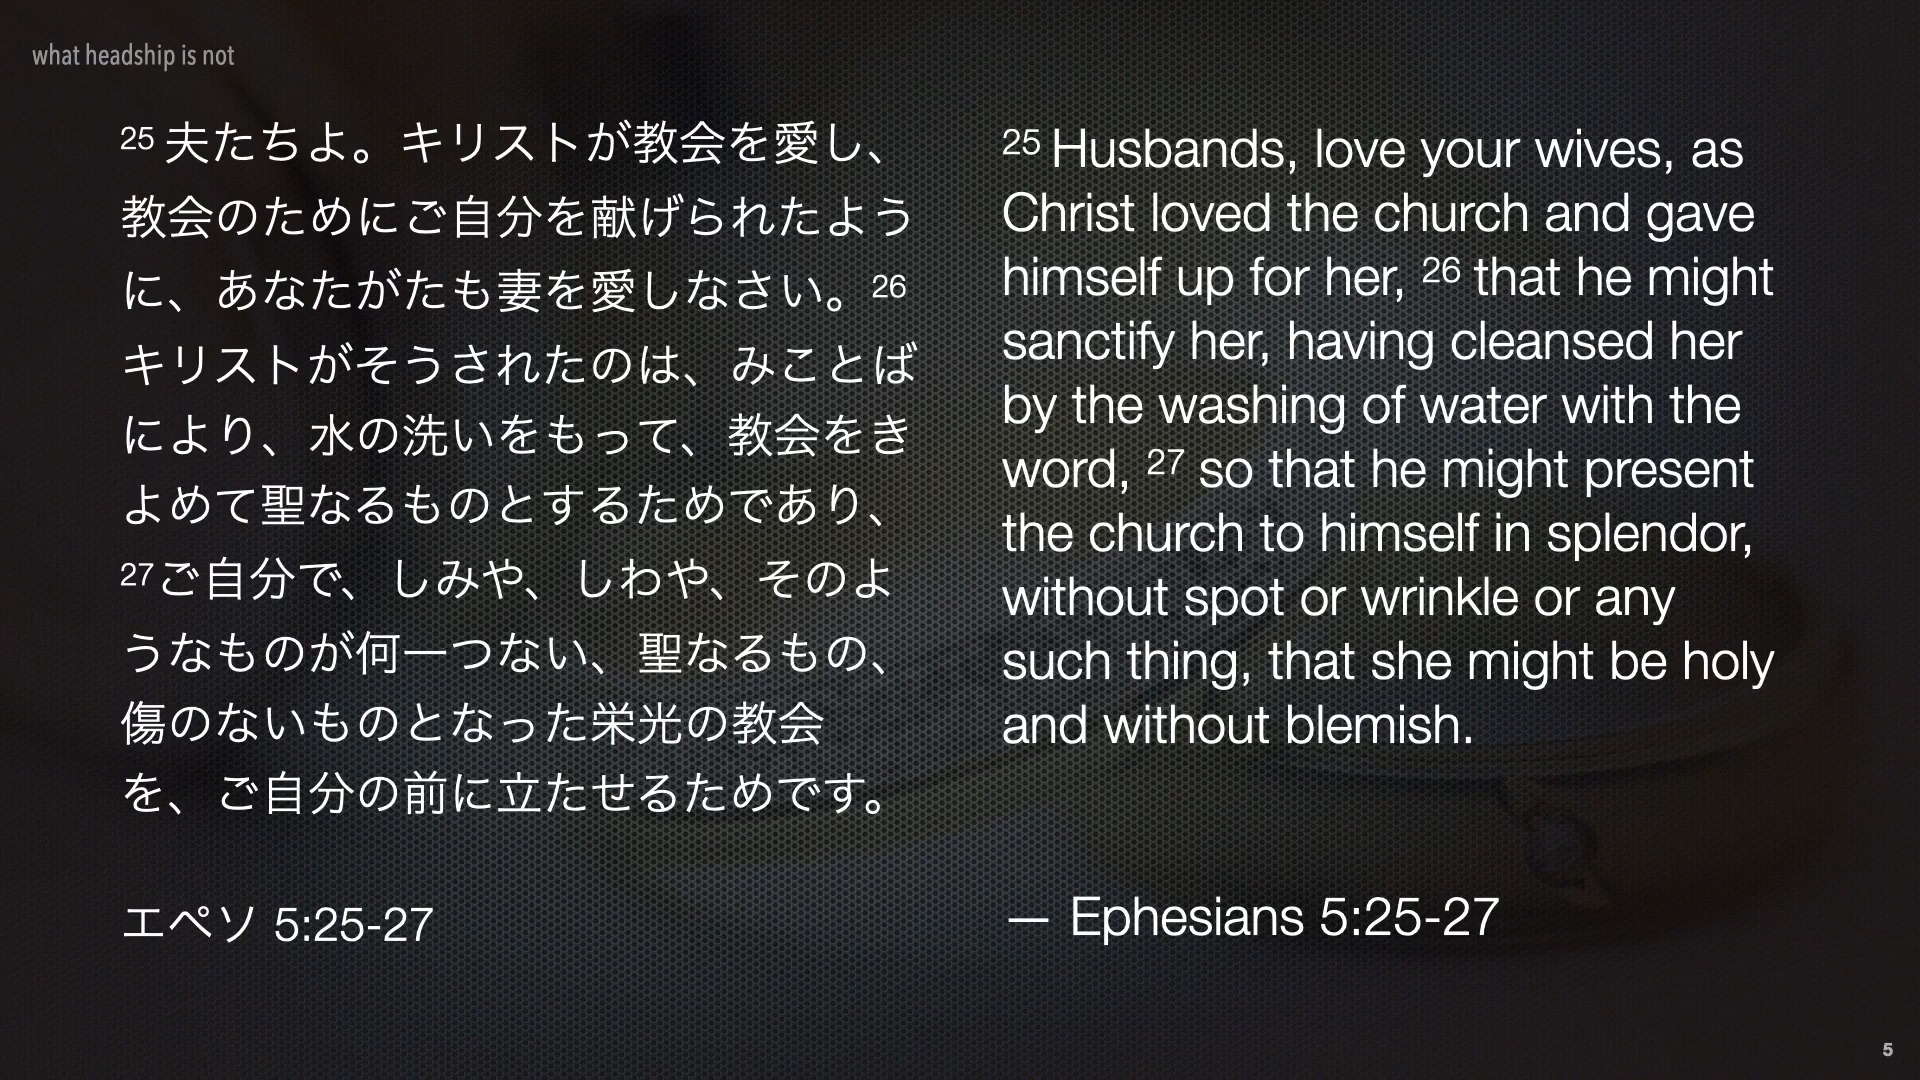 what headship is not
25 夫たちよ。キリストが教会を愛し、
教会のためにご自分を献げられたよう
に、あなたがたも妻を愛しなさい。26
キリストがそうされたのは、みことば
により、水の洗いをもって、教会をき
よめて聖なるものとするためであり、
27ご自分で、しみや、しわや、そのよ
うなものが何一つない、聖なるもの、
傷のないものとなった栄光の教会
を、ご自分の前に立たせるためです。
エペソ 5:25-27
25 Husbands, love your wives, as
Christ loved the church and gave
himself up for her, 26 that he might
sanctify her, having cleansed her
by the washing of water with the
word, 27 so that he might present
the church to himself in splendor,
without spot or wrinkle or any
such thing, that she might be holy
and without blemish.
— Ephesians 5:25-27
5